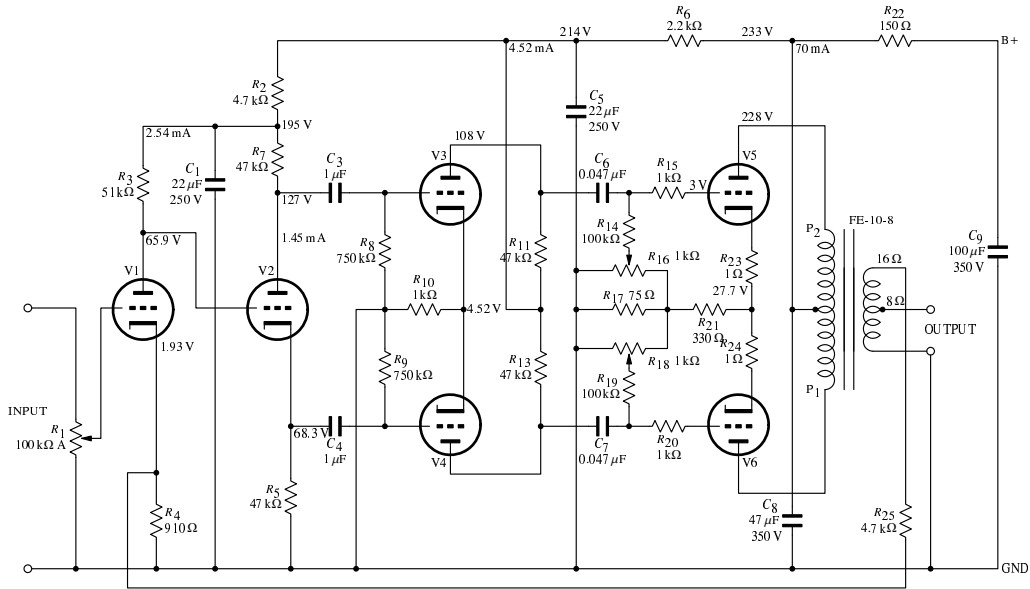 R6
2.2 kΩ
R22
150 Ω
214 V
233 V
B+
4.52 mA
70 mA
R2
4.7 kΩ
C5
22 µF
250 V
228 V
2.54 mA
195 V
108 V
R7
47 kΩ
C3
1 µF
V3
C6
0.047 µF
R15
1 kΩ
V5
C1
22 µF
250 V
R3
51 kΩ
3 V
127 V
R14
100 kΩ
P2
FE-10-8
65.9 V
1.45 mA
R8
750 kΩ
R11
47 kΩ
R16 1 kΩ
R23
1 Ω
C9
100 µF
350 V
16 Ω
V1
V2
R10
1 kΩ
R17 75 Ω
27.7 V
4.52 V
8 Ω
R21
330 Ω
OUTPUT
1.93 V
R9
750 kΩ
R13
47 kΩ
R18 1 kΩ
R24
1 Ω
R19
100 kΩ
P1
INPUT
R1
100 kΩ A
68.3 V
C4
1 µF
V4
C7
0.047 µF
R20
1 kΩ
V6
R5
47 kΩ
R4
910 Ω
C8
47 µF
350 V
R25
4.7 kΩ
GND